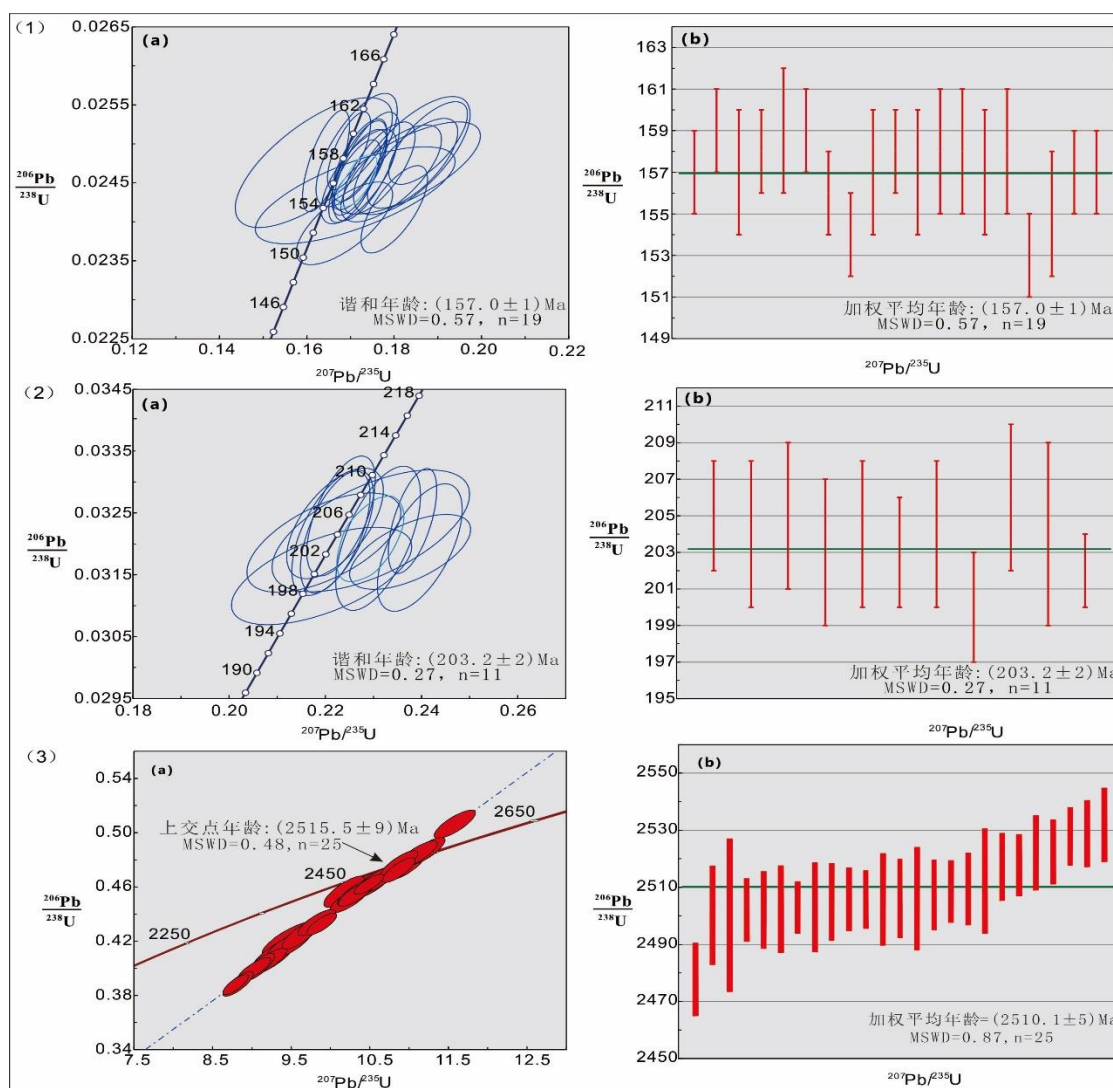 (1)
(a)
0.0265
0.0255
0.0245
0.0235
0.0225
206Pb
238U
166
162
158
154
150
146
谐和年龄:(157.0±1)Ma
MSWD=0.57, n=19
0.12
0.14
0.16
0.18
0.20
0.22
207Pb/235U
(b)
163
161
159
157
155
153
151
149
206Pb
238U
加权平均年龄:(157.0±1)Ma
MSWD=0.57, n=19
207Pb/235U
(2)
(a)
0.0345
0.0335
0.0325
0.0315
0.0305
0.0295
206Pb
238U
218
214
210
206
202
198
194
190
谐和年龄:(203.2±2)Ma
MSWD=0.27, n=11
0.18
0.20
0.22
0.24
0.26
207Pb/235U
(b)
211
209
207
205
203
201
199
197
195
206Pb
238U
加权平均年龄:(203.2±2)Ma
MSWD=0.27, n=11
207Pb/235U
(3)
(a)
0.54
0.50
0.46
0.42
0.38
0.34
206Pb
238U
2650
上交点年龄:(2515.5±9)Ma
MSWD=0.48,n=25
2450
2250
7.5
8.5
9.5
10.5
11.5
12.5
207Pb/235U
(b)
2550
2530
2510
2490
2470
2450
206Pb
238U
加权平均年龄=(2510.1±5)Ma
MSWD=0.87,n=25
207Pb/235U